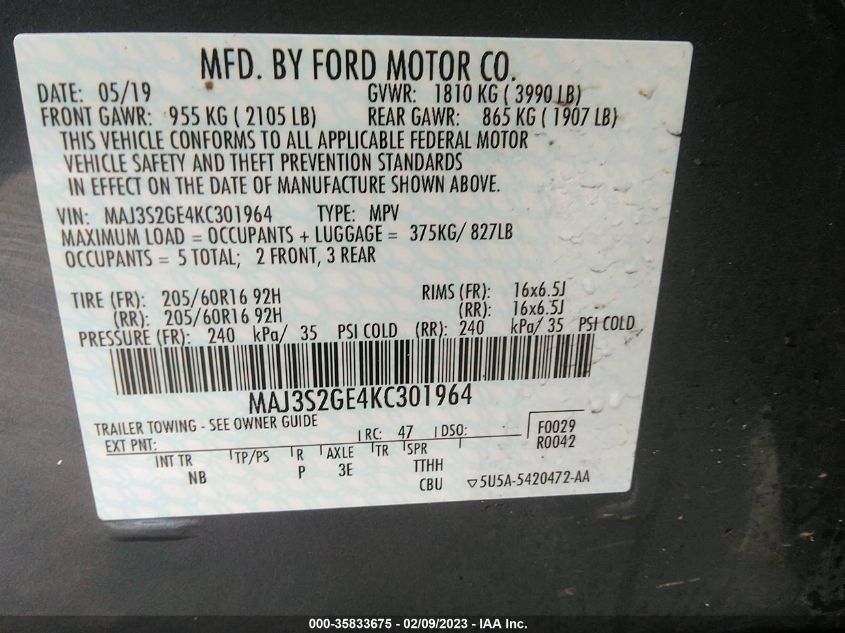 MFD. BY FORD MOTOR CO.
DATE: 05/19 GVWR: 1810 KG ( 3990 LB)
FRONT GAWR: 955 KG ( 2105 LB) REAR GAWR: 865 KG ( 1907 LB)
THIS VEHICLE CONFORMS TO ALL APPLICABLE FEDERAL MOTOR
VEHICLE SAFETY AND THEFT PREVENTION STANDARDS
IN EFFECT ON THE DATE OF MANUFACTURE SHOWN ABOVE.
VIN: MAJ3S2GE4KC301964 TYPE: MPV
MAXIMUM LOAD = OCCUPANTS + LUGGAGE = 375KG/ 827LB
OCCUPANTS = 5 TOTAL; 2 FRONT, 3 REAR
TIRE (FR): 205/60R16 92H RIMS (FR): 16x6.5J
(RR): 205/60R16 92H (RR): 16x6.5J
PRESSURE (FR): 240 kPa/ 35 PSI COLD (RR): 240 kPa/ 35 PSI COLD
MAJ3S2GE4KC301964
TRAILER TOWING - SEE OWNER GUIDE
EXT PNT: RC: 47 DSO: F0029
R0042
INT TR TP/PS R AXLE TR SPR
NB P 3E TTHH
CBU ▽5U5A-5420472-AA
000-35833675 - 02/09/2023 - IAA Inc.